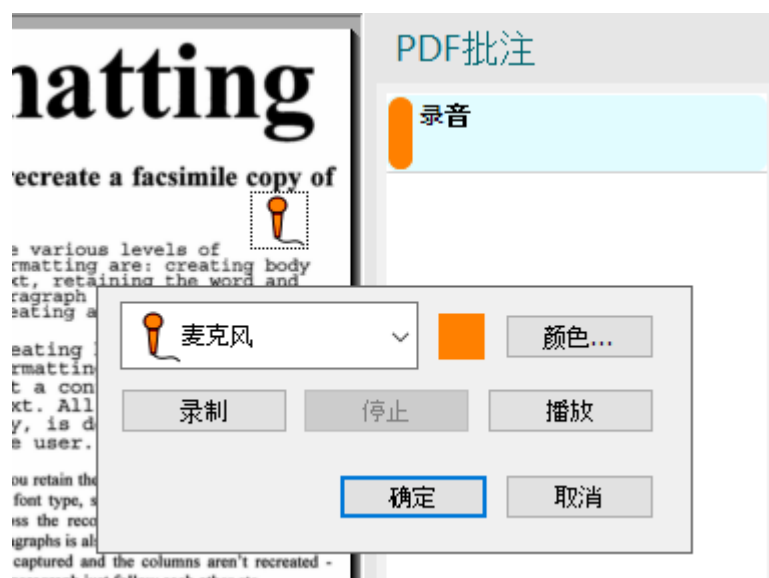 matting
recreate a facsimile copy of
various levels of
rmatting are: creating body
xt, retaining the word and
ragraph
eating a
eating
rmattin
t a con
xt. All
y, is d
e user.
ou retain the
font type, s
oss the reco
agraphs is als
captured and the columns aren't recreated -
PDF批注
录音
麦克风
颜色...
录制
停止
播放
确定
取消